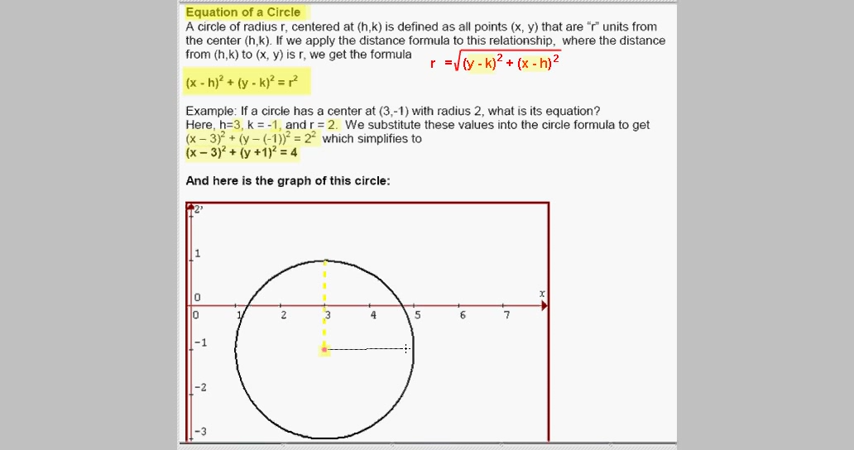 Equation of a Circle
A circle of radius r, centered at (h,k) is defined as all points (x, y) that are "r" units from
the center (h,k). If we apply the distance formula to this relationship, where the distance
from (h,k) to (x, y) is r, we get the formula
r = √(y - k)² + (x - h)²
(x - h)² + (y - k)² = r²
Example: If a circle has a center at (3,-1) with radius 2, what is its equation?
Here, h=3, k = -1, and r = 2. We substitute these values into the circle formula to get
(x – 3)² + (y – (-1))² = 2² which simplifies to
(x – 3)² + (y +1)² = 4
And here is the graph of this circle:
2
1
0
x
0 1 2 3 4 5 6 7
-1
-2
-3